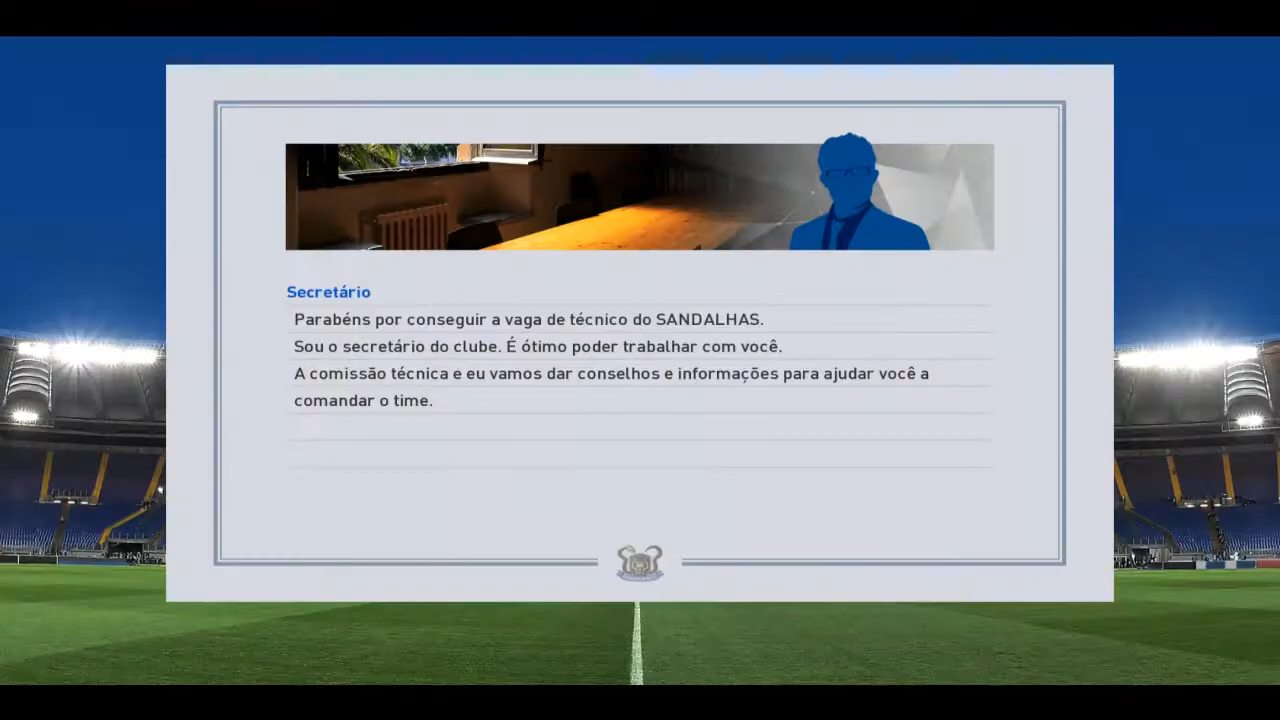 Secretário
Parabéns por conseguir a vaga de técnico do SANDALHAS.
Sou o secretário do clube. É ótimo poder trabalhar com você.
A comissão técnica e eu vamos dar conselhos e informações para ajudar você a
comandar o time.